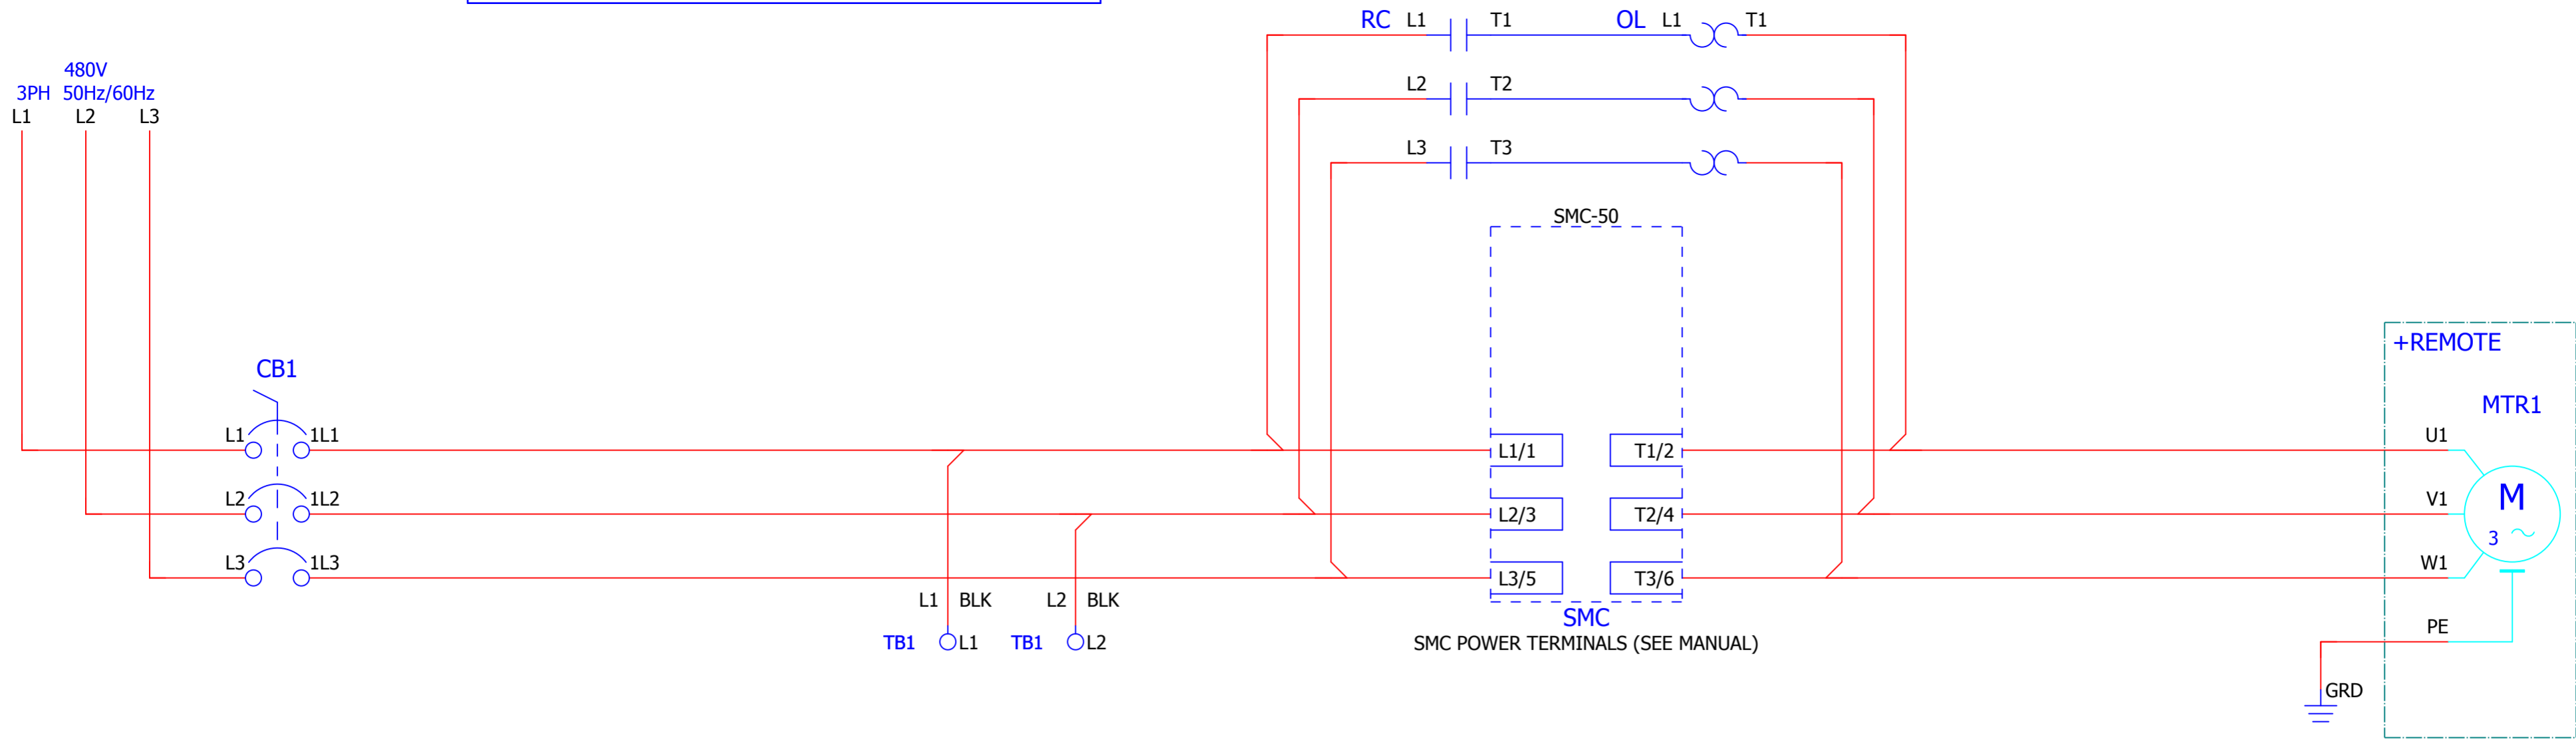 RC L1 T1 OL L1 T1
480V
3PH 50Hz/60Hz
L1 L2 L3
L2 T2
L3 T3
SMC-50
+REMOTE
CB1
MTR1
L1 1L1 L1/1 T1/2 U1
L2 1L2 L2/3 T2/4 V1
M
3 ~
L3 1L3 L3/5 T3/6 W1
L1 BLK L2 BLK
SMC
TB1 L1 TB1 L2 SMC POWER TERMINALS (SEE MANUAL) PE
GRD